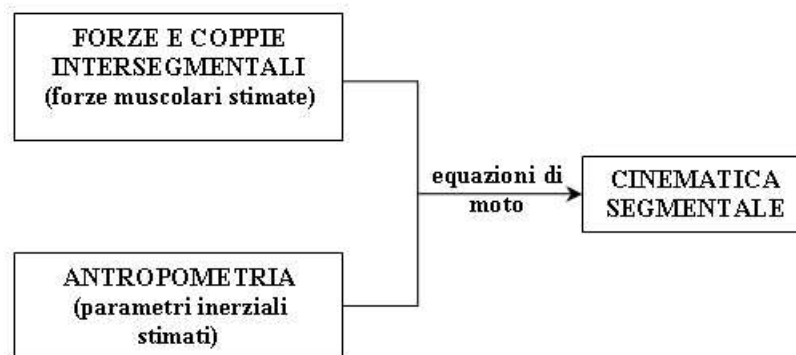 FORZE E COPPIE
INTERSEGMENTALI
(forze muscolari stimate)
equazioni di
moto
CINEMATICA
SEGMENTALE
ANTROPOMETRIA
(parametri inerziali
stimati)